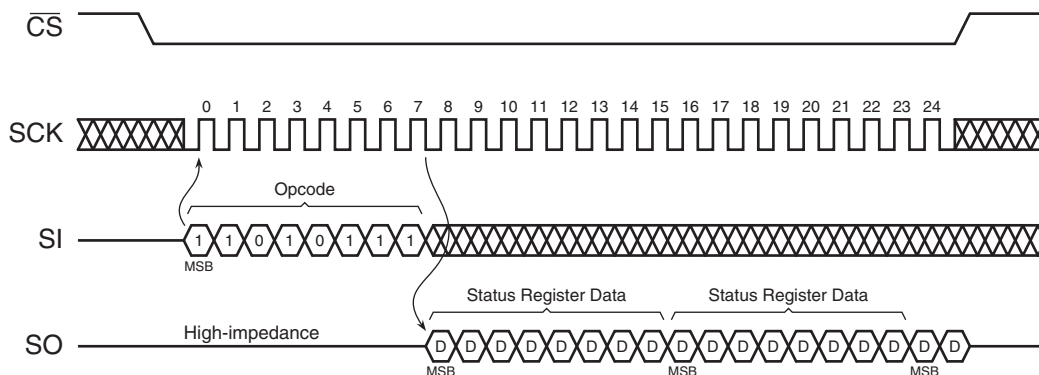 CS
0 1 2 3 4 5 6 7 8 9 10 11 12 13 14 15 16 17 18 19 20 21 22 23 24
SCK
Opcode
SI 1 1 0 1 0 1 1 1
MSB
Status Register Data Status Register Data
SO High-impedance D D D D D D D D D D D D D D D D D D
MSB MSB MSB